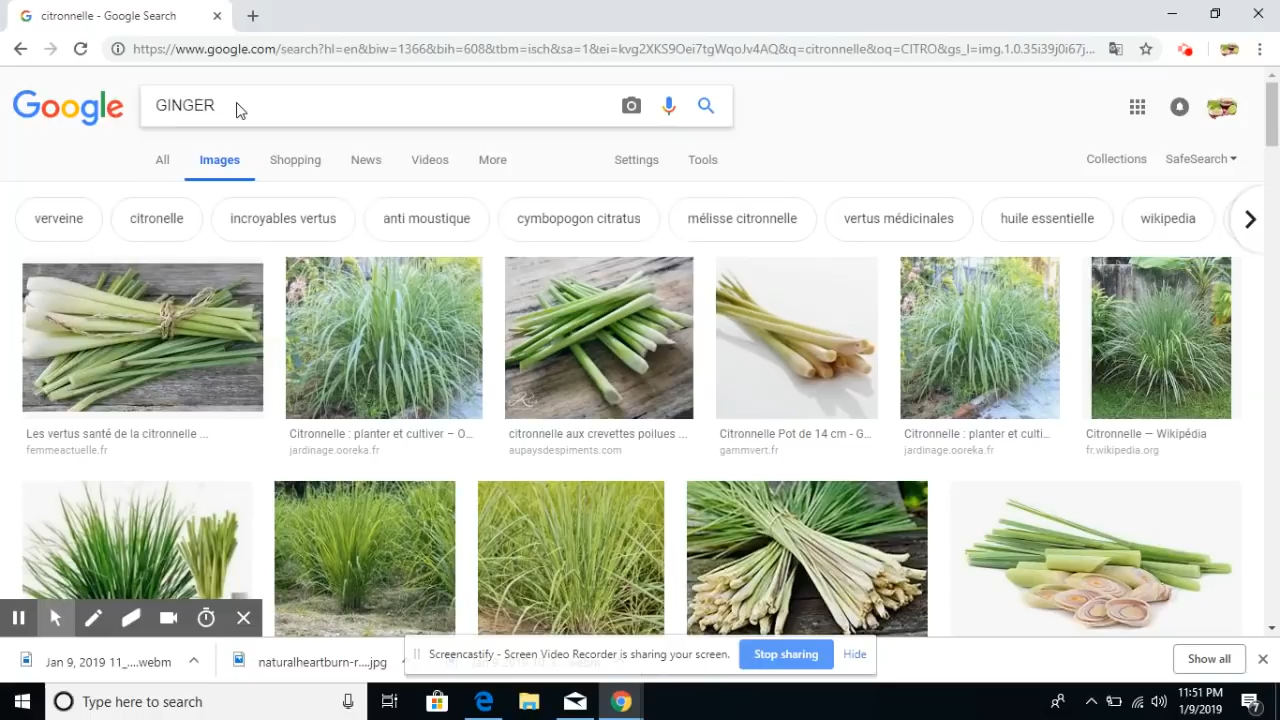 citronnelle - Google Search
https://www.google.com/search?hl=en&biw=1366&bih=608&tbm=isch&sa=1&ei=kvg2XKS9Oei7tgWqoJv4AQ&q=citronnelle&oq=CITRO&gs_l=img.1.0.35i39j0i67j...
Google GINGER
All Images Shopping News Videos More Settings Tools Collections SafeSearch
verveine citronelle incroyables vertus anti moustique cymbopogon citratus mélisse citronnelle vertus médicinales huile essentielle wikipedia
Les vertus santé de la citronnelle ... Citronnelle : planter et cultiver – O... citronnelle aux crevettes poilues ... Citronnelle Pot de 14 cm - G... Citronnelle : planter et culti... Citronnelle — Wikipédia
femmeactuelle.fr jardinage.ooreka.fr aupaysdespiments.com gammvert.fr jardinage.ooreka.fr fr.wikipedia.org
Screencastify - Screen Video Recorder is sharing your screen. Stop sharing Hide
Jan 9, 2019 11_....webm naturalheartburn-r....jpg Show all
Type here to search
11:51 PM
1/9/2019
7